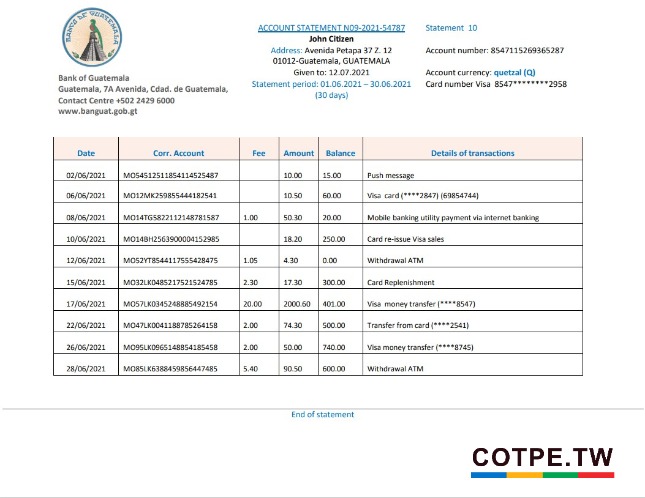 BANCO DE GUATEMALA
ACCOUNT STATEMENT N09-2021-54787
John Citizen
Address: Avenida Petapa 37 Z. 12
01012-Guatemala, GUATEMALA
Given to: 12.07.2021
Statement period: 01.06.2021 – 30.06.2021
(30 days)
Statement 10
Account number: 8547115269365287
Account currency: quetzal (Q)
Card number Visa 8547********2958
Bank of Guatemala
Guatemala, 7A Avenida, Cdad. de Guatemala,
Contact Centre +502 2429 6000
www.banguat.gob.gt
Date Corr. Account Fee Amount Balance Details of transactions
02/06/2021 MO54512511854114525487 10.00 15.00 Push message
06/06/2021 MO12MK259855444182541 10.50 60.00 Visa card (****2847) (69854744)
08/06/2021 MO14TG5822112148781587 1.00 50.30 20.00 Mobile banking utility payment via internet banking
10/06/2021 MO14BH2563900004152985 18.20 250.00 Card re-issue Visa sales
12/06/2021 MO52YT8544117555428475 1.05 4.30 0.00 Withdrawal ATM
15/06/2021 MO32LK0485217521524785 2.30 17.30 300.00 Card Replenishment
17/06/2021 MO57LK0345248885492154 20.00 2000.60 401.00 Visa money transfer (****8547)
22/06/2021 MO47LK0041188785264158 2.00 74.30 500.00 Transfer from card (****2541)
26/06/2021 MO95LK0965148854185458 2.00 50.00 740.00 Visa money transfer (****8745)
28/06/2021 MO85LK6388459856447485 5.40 90.50 600.00 Withdrawal ATM
End of statement
COTPE.TW